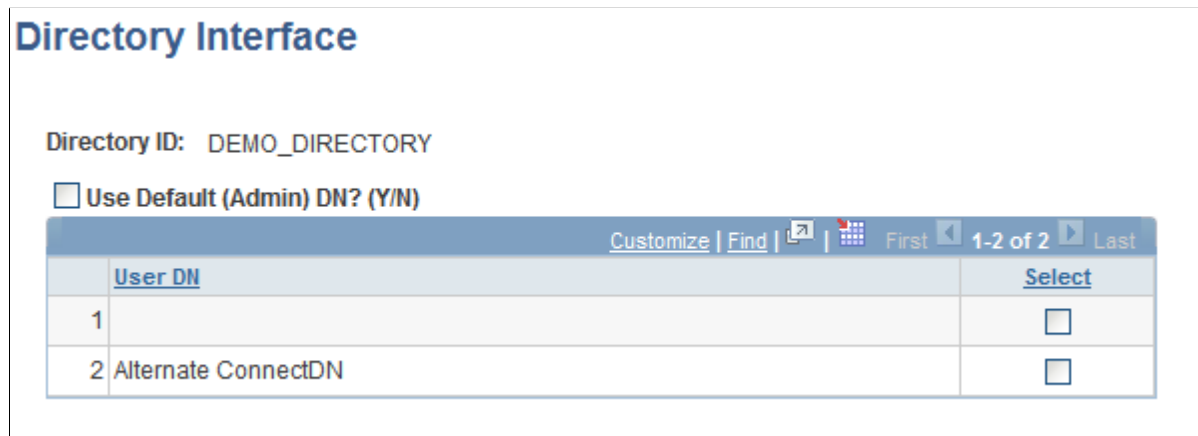 Directory Interface
Directory ID: DEMO_DIRECTORY
Use Default (Admin) DN? (Y/N)
Customize | Find | | First 1-2 of 2 Last
User DN Select
1
2 Alternate ConnectDN